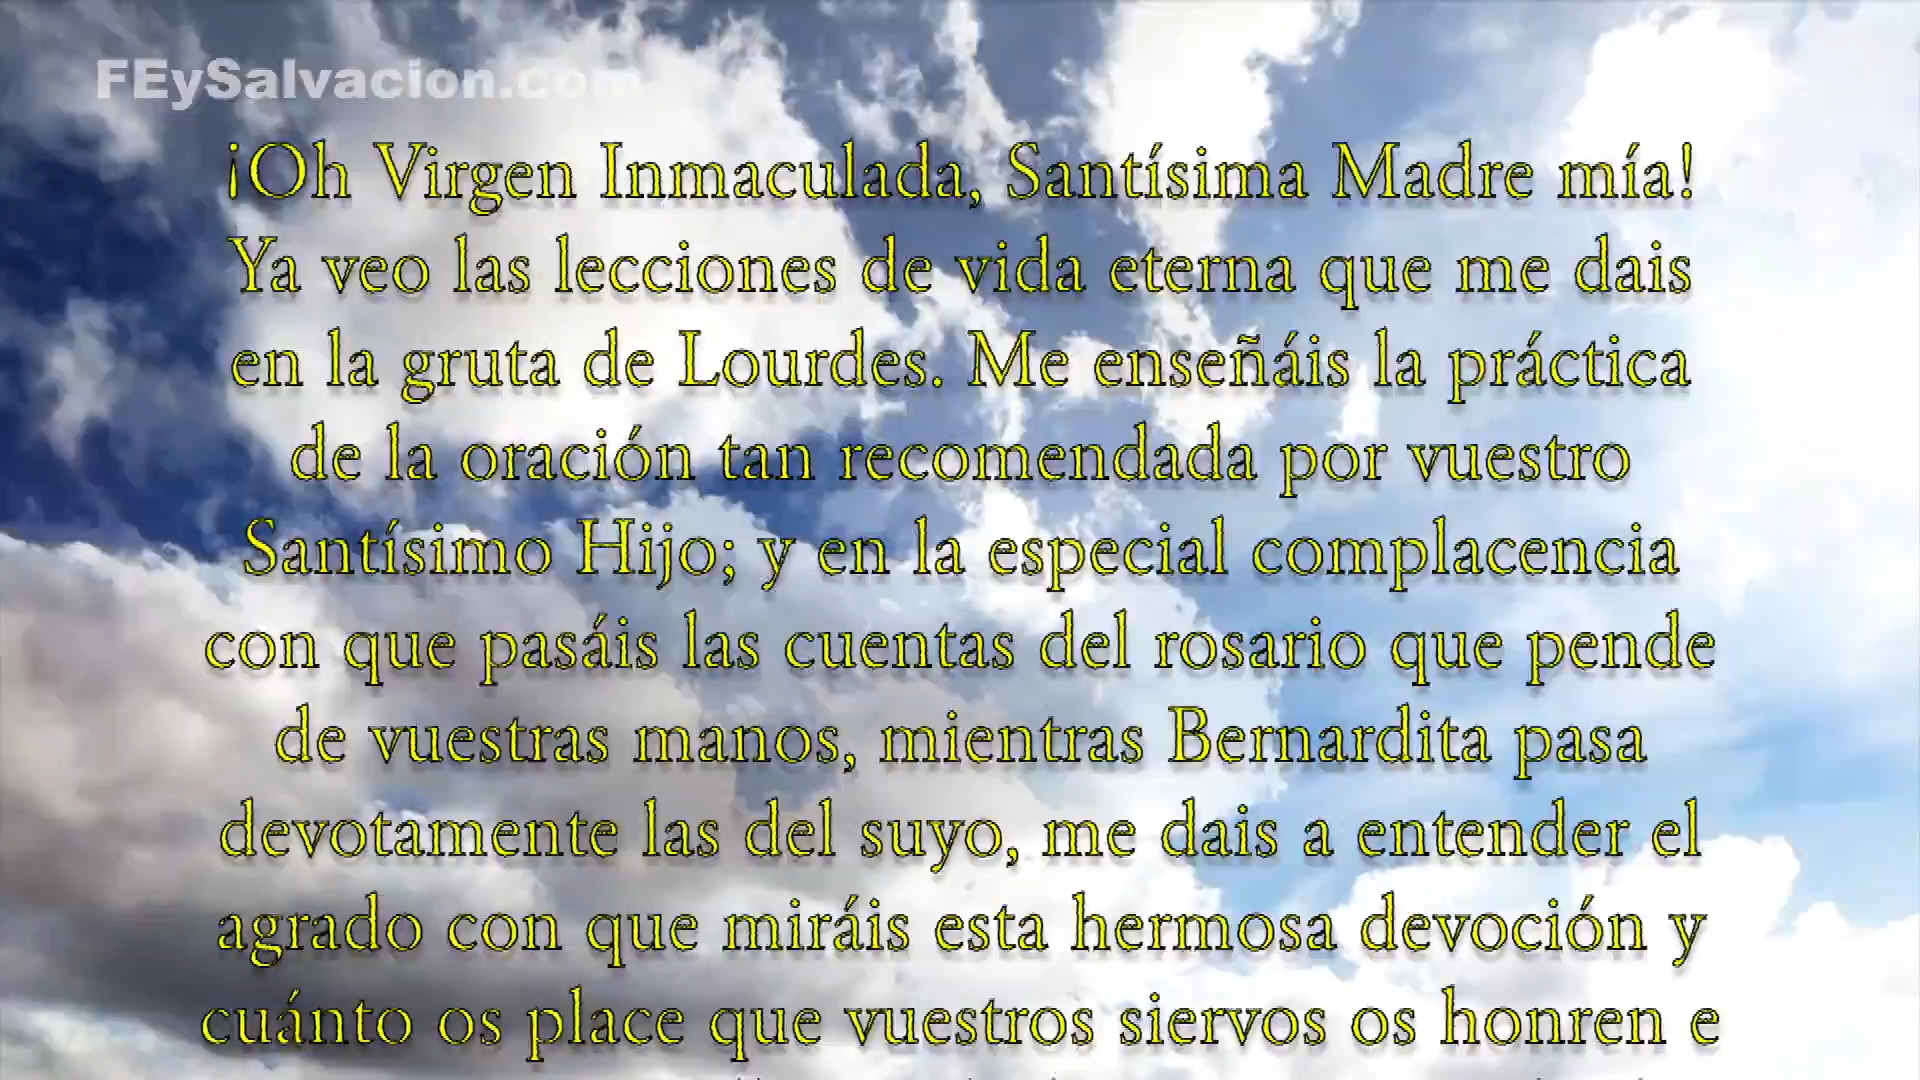 FEySalvacion.com
¡Oh Virgen Inmaculada, Santísima Madre mía!
Ya veo las lecciones de vida eterna que me dais
en la gruta de Lourdes. Me enseñáis la práctica
de la oración tan recomendada por vuestro
Santísimo Hijo; y en la especial complacencia
con que pasáis las cuentas del rosario que pende
de vuestras manos, mientras Bernardita pasa
devotamente las del suyo, me dais a entender el
agrado con que miráis esta hermosa devoción y
cuánto os place que vuestros siervos os honren e